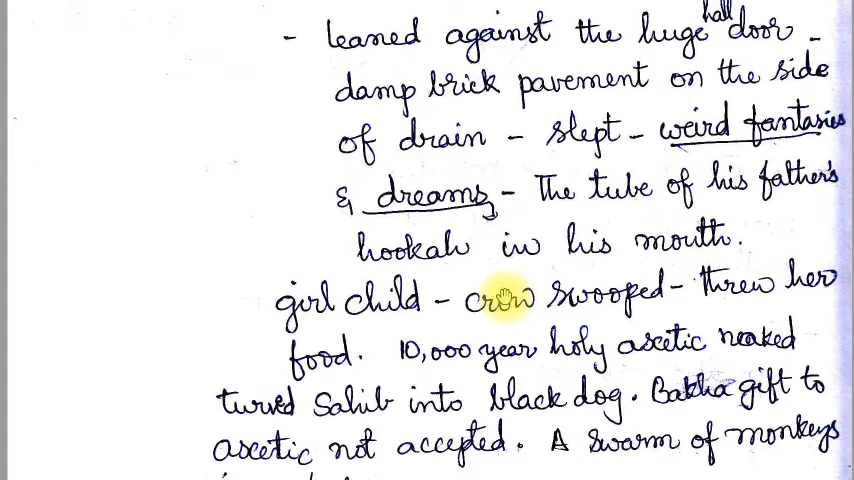 - leaned against the huge hall door -
damp brick pavement on the side
of drain - slept - weird fantasies
& dreams - The tube of his father's
hookah in his mouth.
girl child - crow swooped - threw her
food. 10,000 year holy ascetic neaked
turned Sahib into black dog. Bakha gift to
ascetic not accepted. A swarm of monkeys